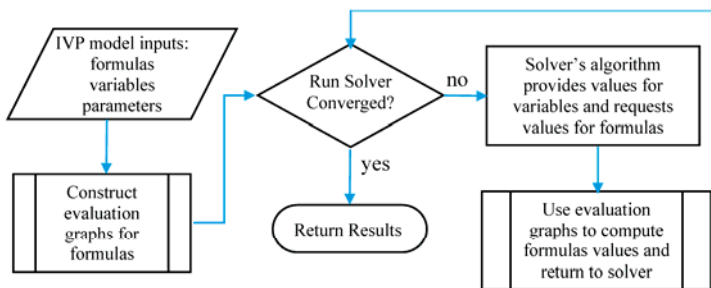 IVP model inputs:
formulas
variables
parameters
Construct
evaluation
graphs for
formulas
Run Solver
Converged?
no
yes
Return Results
Solver's algorithm
provides values for
variables and requests
values for formulas
Use evaluation
graphs to compute
formulas values and
return to solver